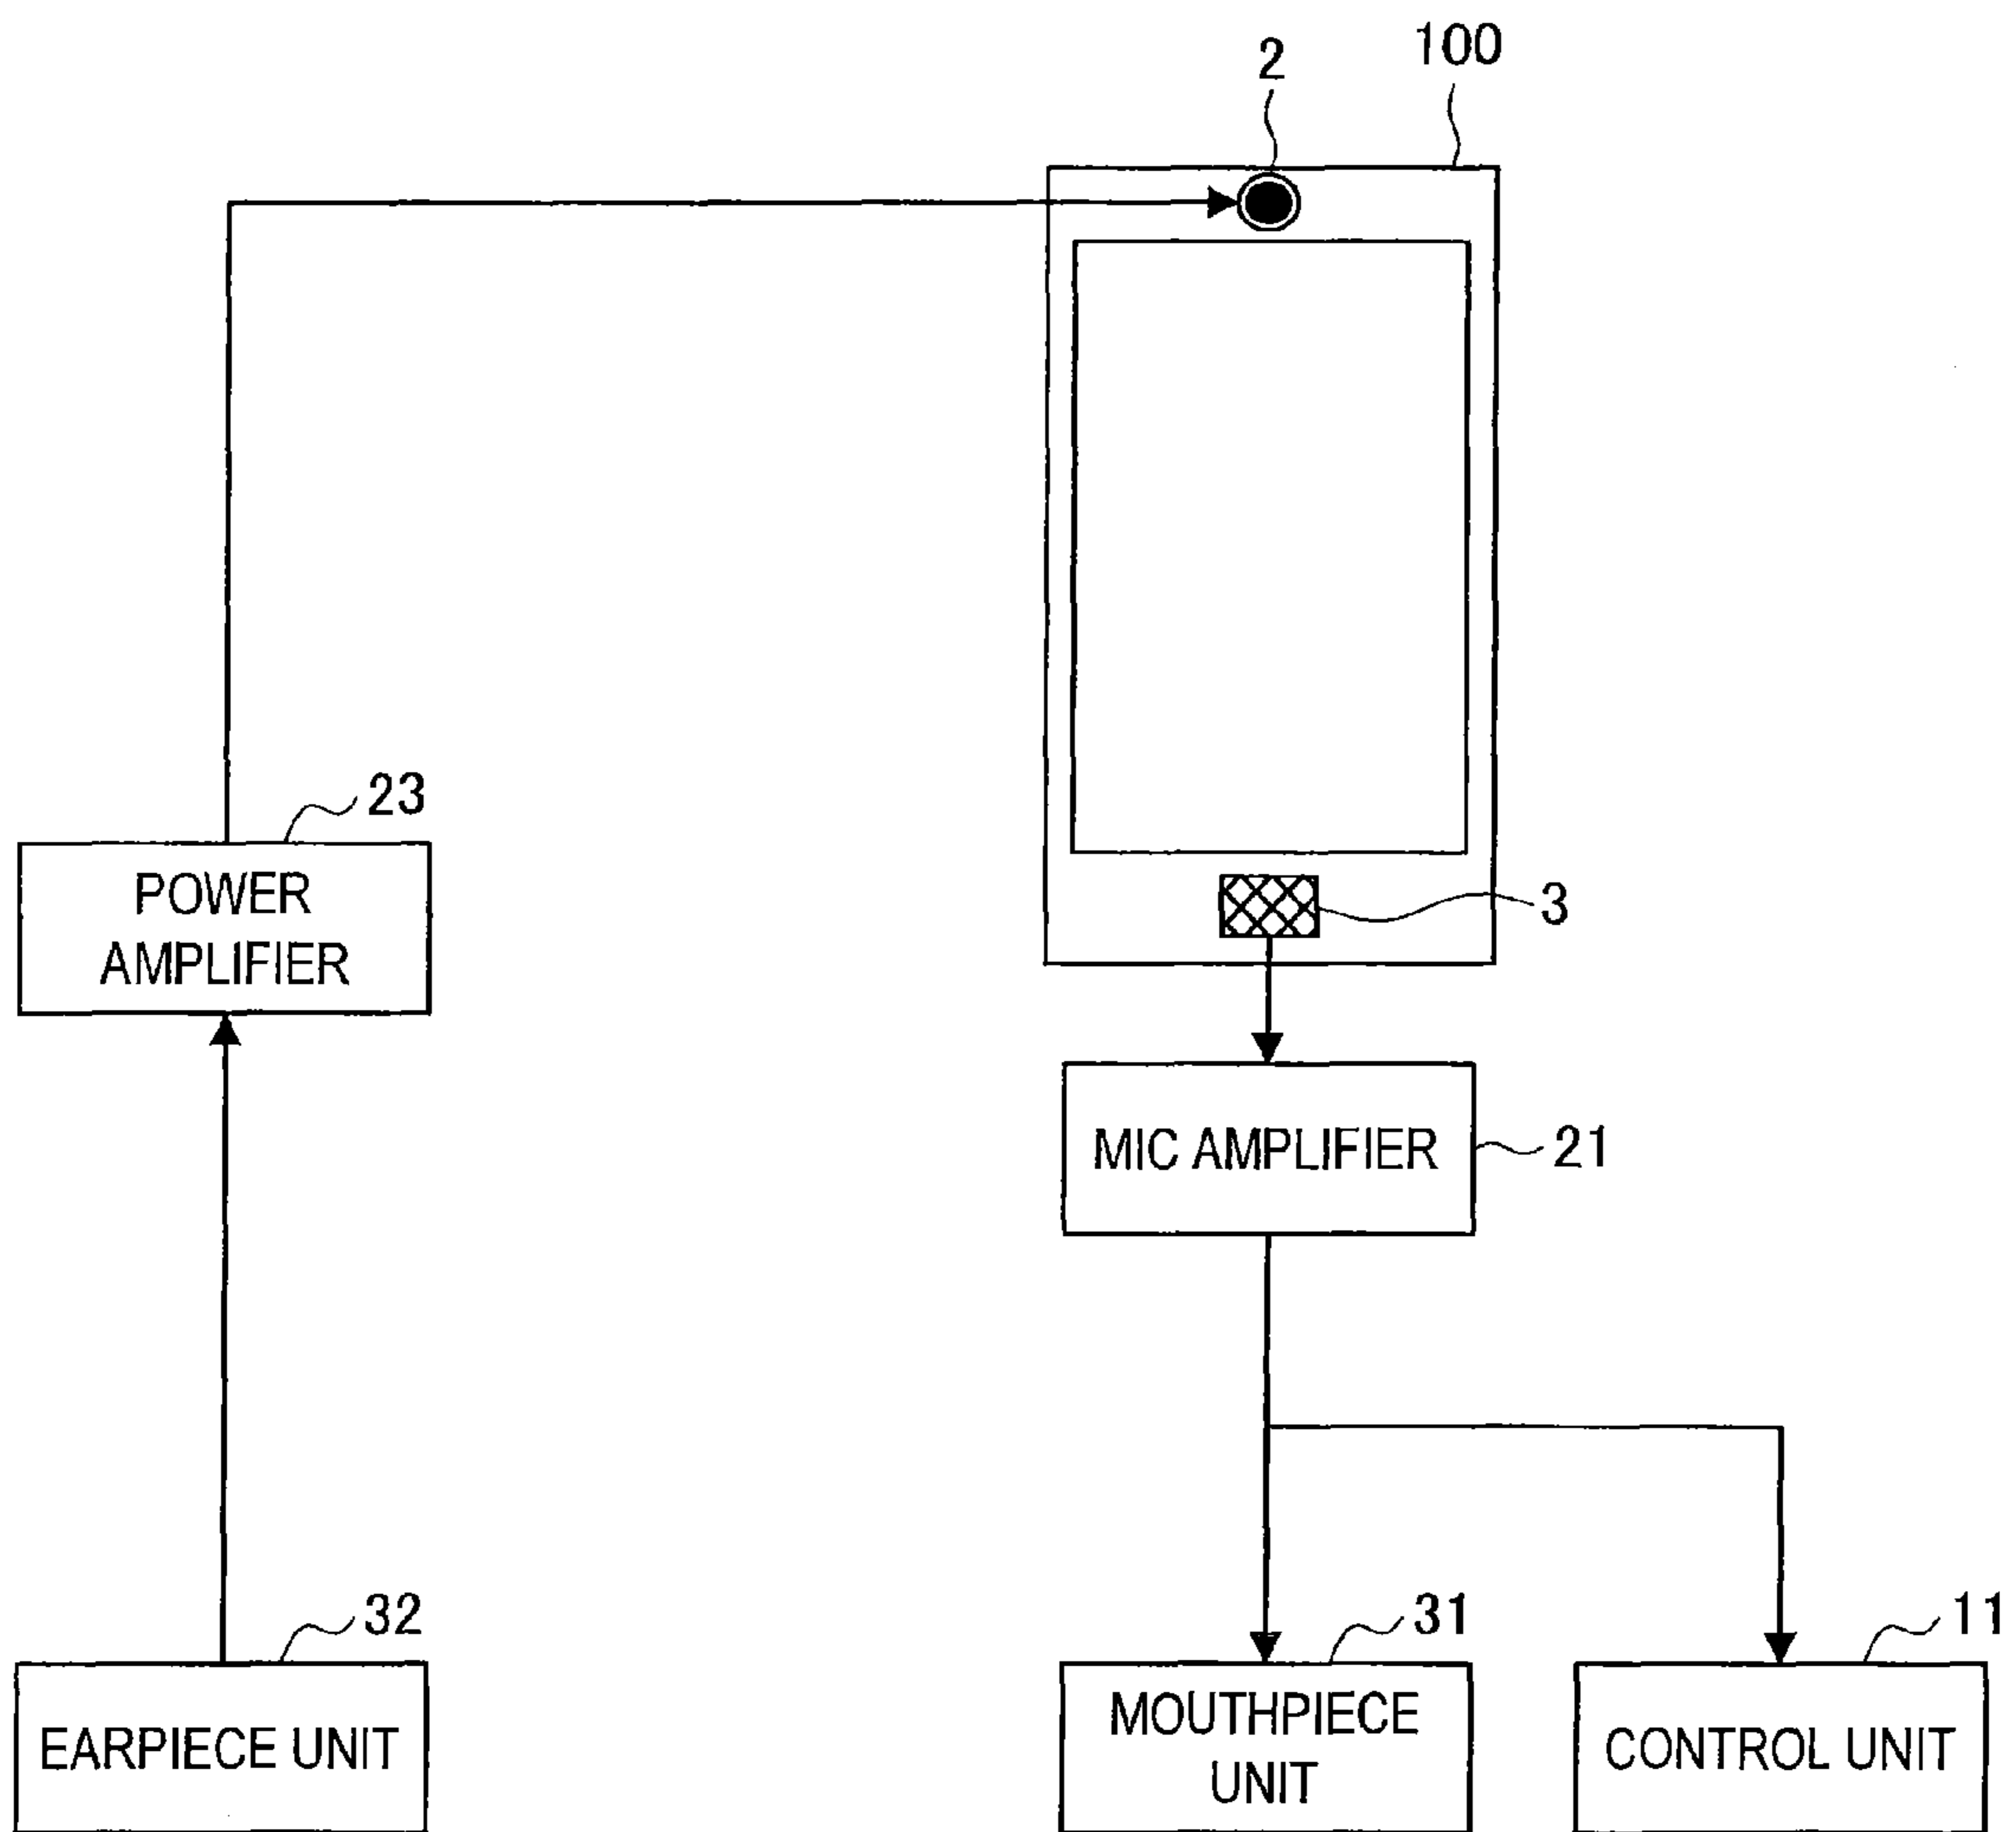 100
2
23
POWER
AMPLIFIER
3
MIC AMPLIFIER
21
32
31
11
EARPIECE UNIT
MOUTHPIECE
UNIT
CONTROL UNIT